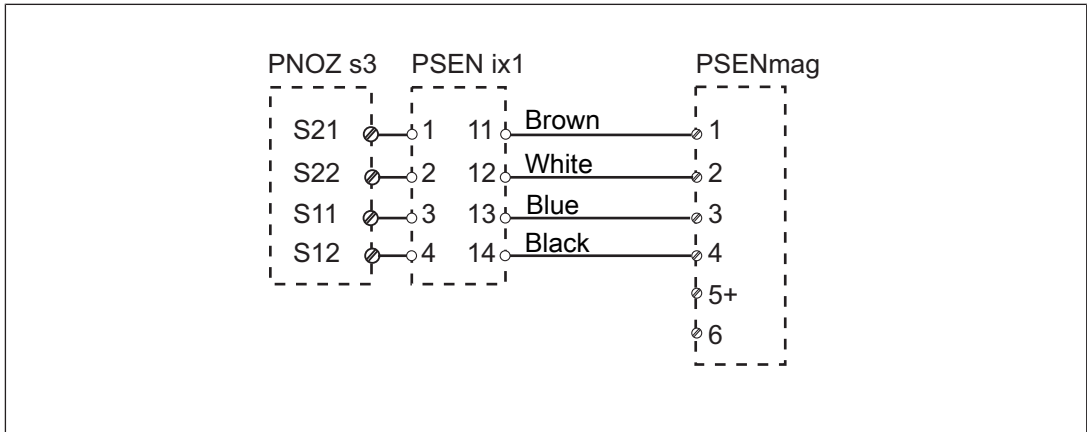 PNOZ s3 PSEN ix1 PSENmag
S21 1 11 Brown 1
S22 2 12 White 2
S11 3 13 Blue 3
S12 4 14 Black 4
5+
6